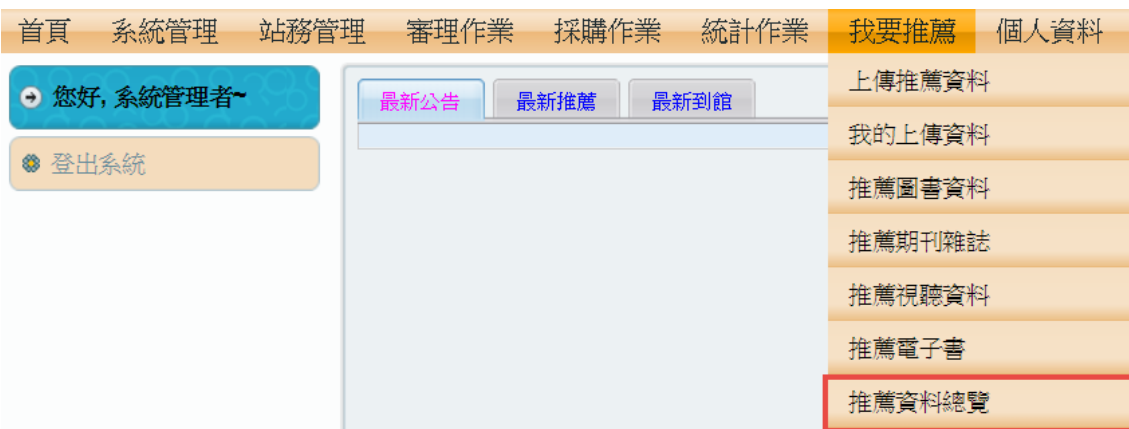 首頁 系統管理 站務管理 審理作業 採購作業 統計作業 我要推薦 個人資料
您好, 系統管理者~
登出系統
最新公告 最新推薦 最新到館
上傳推薦資料
我的上傳資料
推薦圖書資料
推薦期刊雜誌
推薦視聽資料
推薦電子書
推薦資料總覽